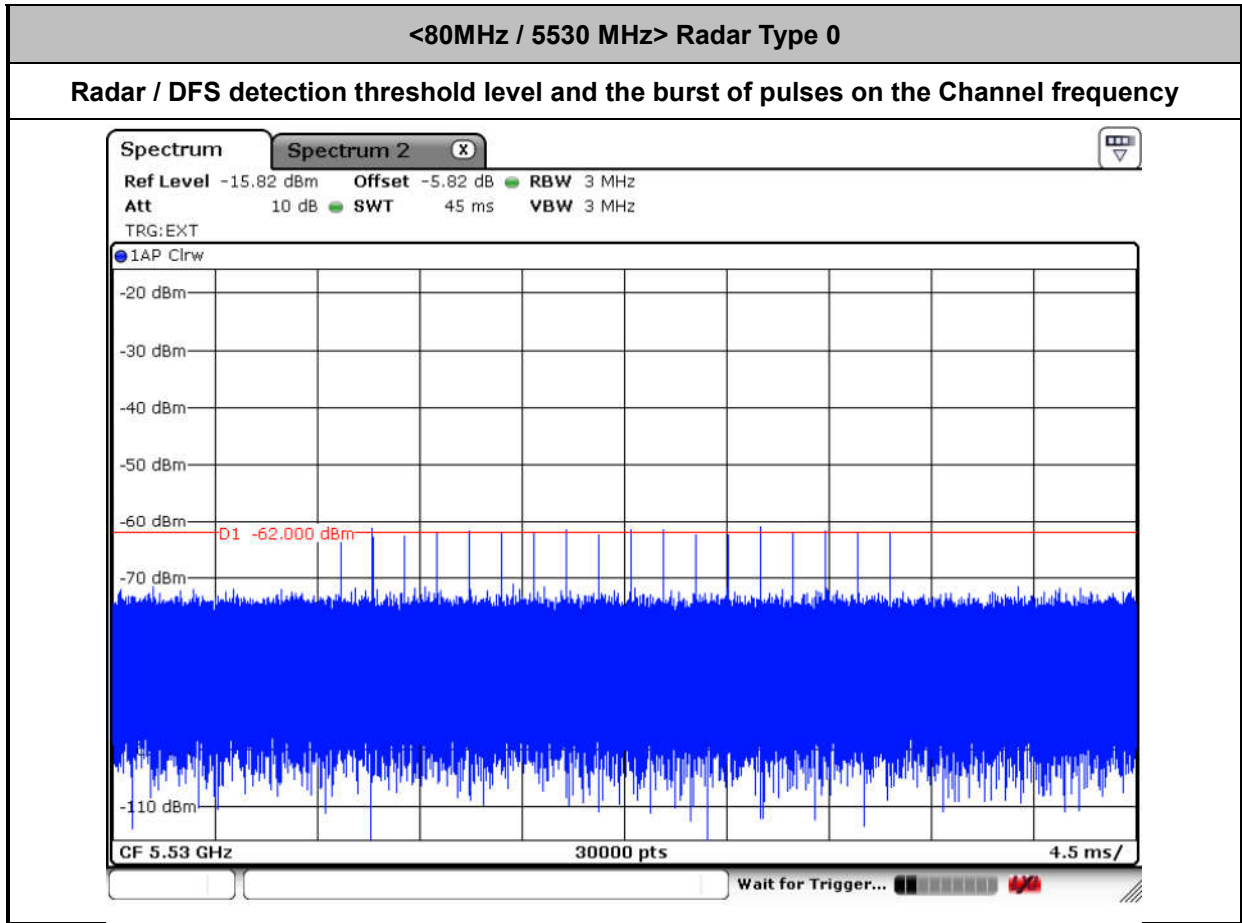 <80MHz / 5530 MHz> Radar Type 0
Radar / DFS detection threshold level and the burst of pulses on the Channel frequency
Spectrum Spectrum 2 X
Ref Level -15.82 dBm Offset -5.82 dB RBW 3 MHz
Att 10 dB SWT 45 ms VBW 3 MHz
TRG:EXT
1AP Clrw
-20 dBm
-30 dBm
-40 dBm
-50 dBm
-60 dBm
D1 -62.000 dBm
-70 dBm
-110 dBm
CF 5.53 GHz 30000 pts 4.5 ms/
Wait for Trigger...